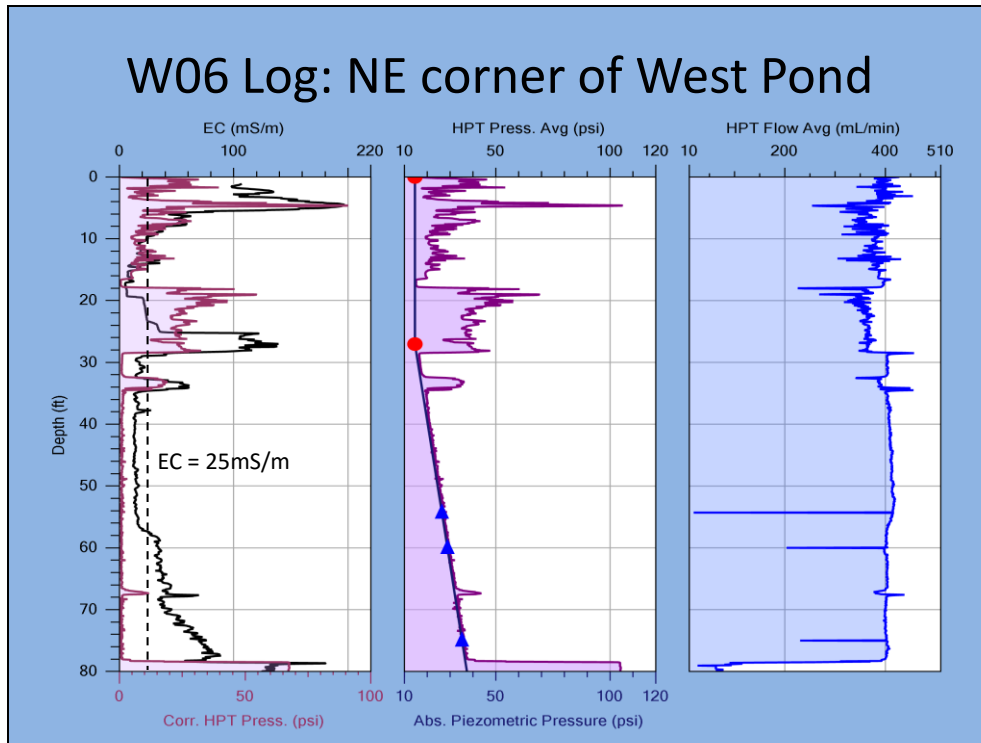 W06 Log: NE corner of West Pond
EC (mS/m)
0 100 220
HPT Press. Avg (psi)
10 50 100 120
HPT Flow Avg (mL/min)
10 200 400 510
Depth (ft)
0
10
20
30
40
50
60
70
80
EC = 25mS/m
0 50 100
Corr. HPT Press. (psi)
10 50 100 120
Abs. Piezometric Pressure (psi)